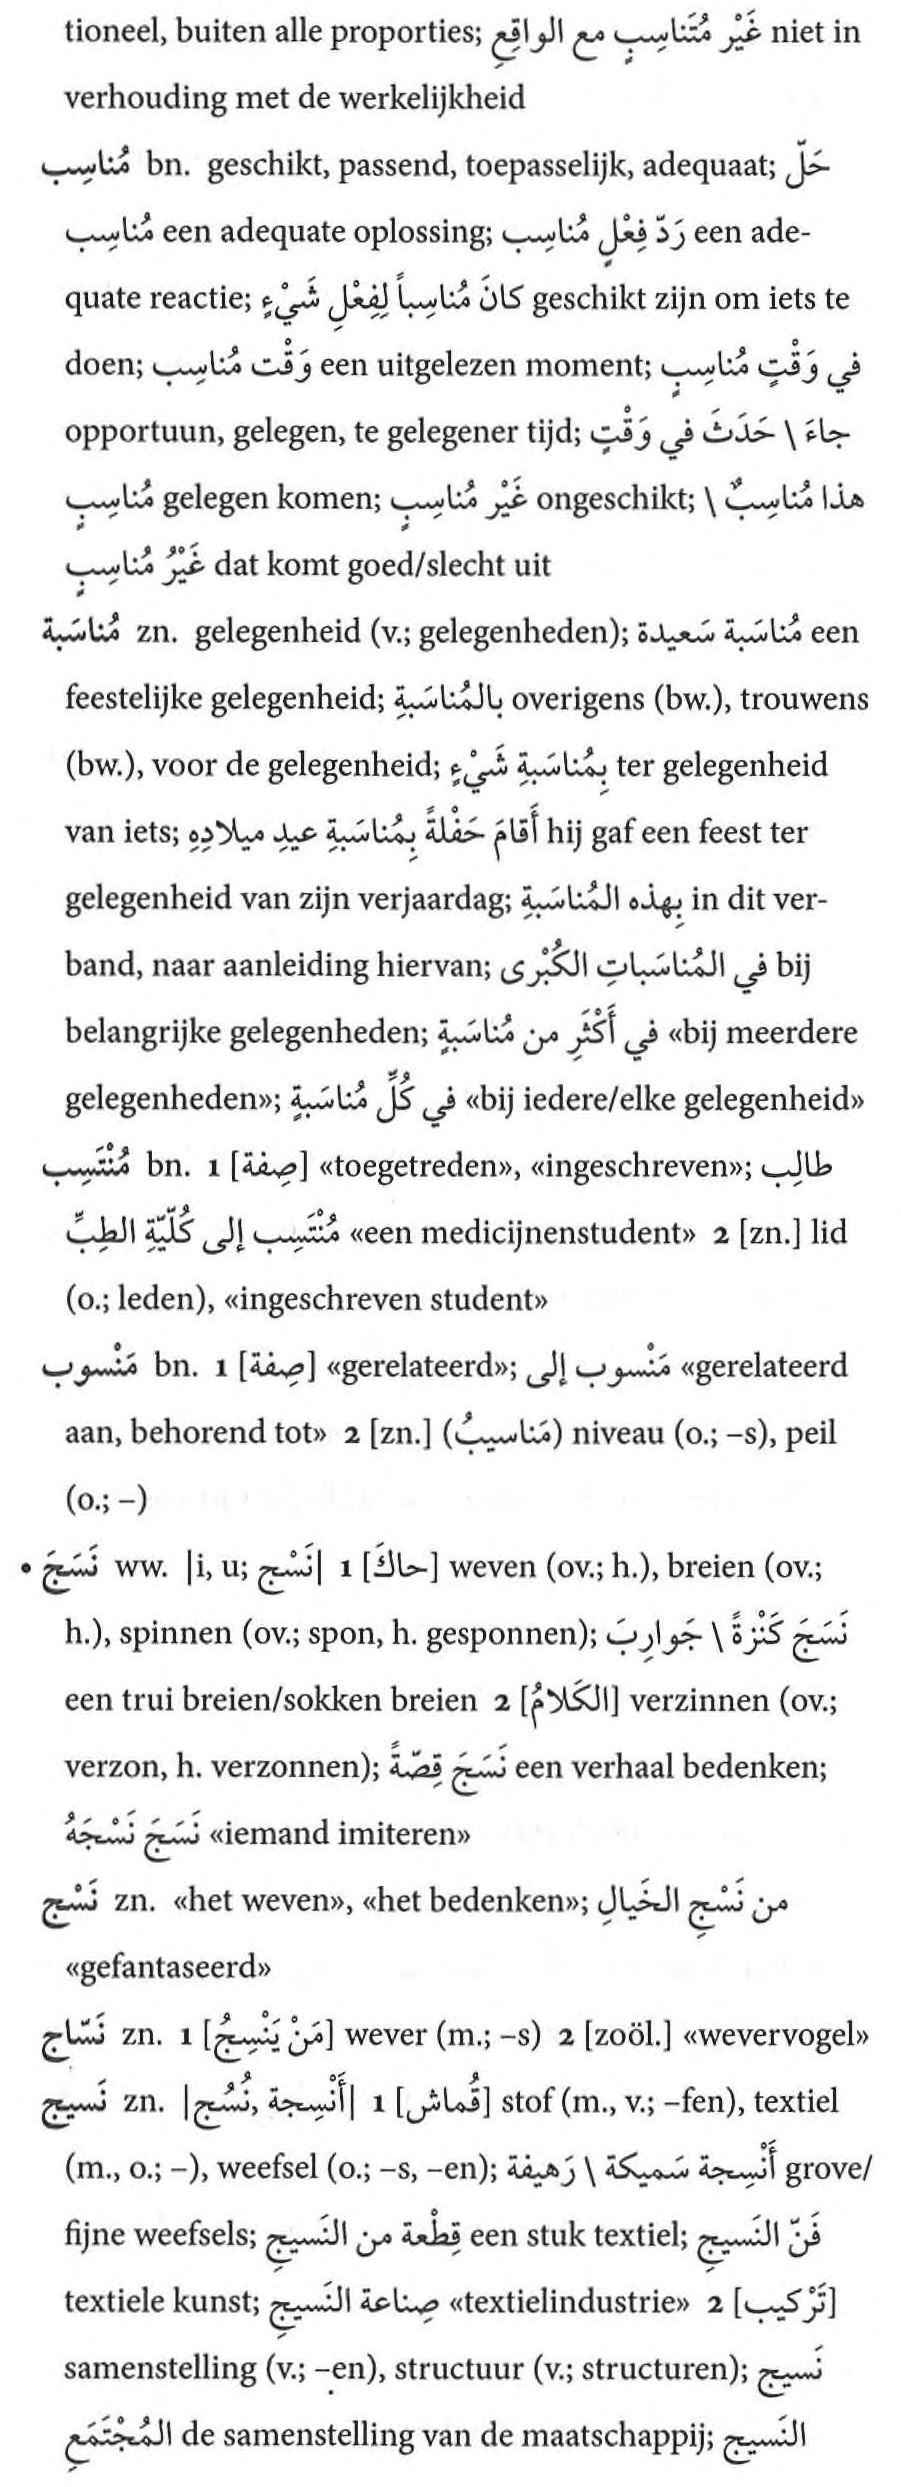 tioneel, buiten alle proporties; غَيْر مُتَناسِبٍ مع الواقِعِ niet in
verhouding met de werkelijkheid
مُناسِب bn. geschikt, passend, toepasselijk, adequaat; حَلّ
مُناسِب een adequate oplossing; رَدّ فِعْلٍ مُناسِب een ade-
quate reactie; كانَ مُناسِباً لِفِعْلِ شَيْءٍ geschikt zijn om iets te
doen; وَقْت مُناسِب een uitgelezen moment; في وَقْتٍ مُناسِبٍ
opportuun, gelegen, te gelegener tijd; جاءَ \ حَدَثَ في وَقْتٍ
مُناسِبٍ gelegen komen; غَيْر مُناسِبٍ ongeschikt; هذا مُناسِبٌ \
غَيْرُ مُناسِبٍ dat komt goed/slecht uit
مُناسَبة zn. gelegenheid (v.; gelegenheden); مُناسَبة سَعيدة een
feestelijke gelegenheid; بِالمُناسَبةِ overigens (bw.), trouwens
(bw.), voor de gelegenheid; بِمُناسَبةِ شَيْءٍ ter gelegenheid
van iets; أَقامَ حَفْلةً بِمُناسَبةِ عيدِ ميلادِهِ hij gaf een feest ter
gelegenheid van zijn verjaardag; بِهذه المُناسَبةِ in dit ver-
band, naar aanleiding hiervan; في المُناسَباتِ الكُبْرى bij
belangrijke gelegenheden; في أَكْثَرِ من مُناسَبةٍ «bij meerdere
gelegenheden»; في كُلِّ مُناسَبةٍ «bij iedere/elke gelegenheid»
مُنْتَسِب bn. 1 [صِفة] «toegetreden», «ingeschreven»; طالِب
مُنْتَسِب إلى كُلّيّةِ الطِبِّ «een medicijnenstudent» 2 [zn.] lid
(o.; leden), «ingeschreven student»
مَنْسوب bn. 1 [صِفة] «gerelateerd»; مَنْسوب إلى «gerelateerd
aan, behorend tot» 2 [zn.] (مَناسيبُ) niveau (o.; –s), peil
(o.; –)
• نَسَجَ ww. |i, u; نَسْج| 1 [حاكَ] weven (ov.; h.), breien (ov.;
h.), spinnen (ov.; spon, h. gesponnen); نَسَجَ كَنْزةً \ جَوارِبَ
een trui breien/sokken breien 2 [الكَلامُ] verzinnen (ov.;
verzon, h. verzonnen); نَسَجَ قِصّةً een verhaal bedenken;
نَسَجَ نَسْجَهُ «iemand imiteren»
نَسْج zn. «het weven», «het bedenken»; من نَسْجِ الخَيالِ
«gefantaseerd»
نَسّاج zn. 1 [مَنْ يَنْسِجُ] wever (m.; –s) 2 [zoöl.] «wevervogel»
نَسيج zn. |أَنْسِجة ,نُسُج| 1 [قُماش] stof (m., v.; –fen), textiel
(m., o.; –), weefsel (o.; –s, –en); أَنْسِجة سَميكة \ رَهيفة grove/
fijne weefsels; قِطْعة من النَسيجِ een stuk textiel; فَنّ النَسيجِ
textiele kunst; صِناعة النَسيجِ «textielindustrie» 2 [تَرْكيب]
samenstelling (v.; –en), structuur (v.; structuren); نَسيج
المُجْتَمَعِ de samenstelling van de maatschappij; النَسيج